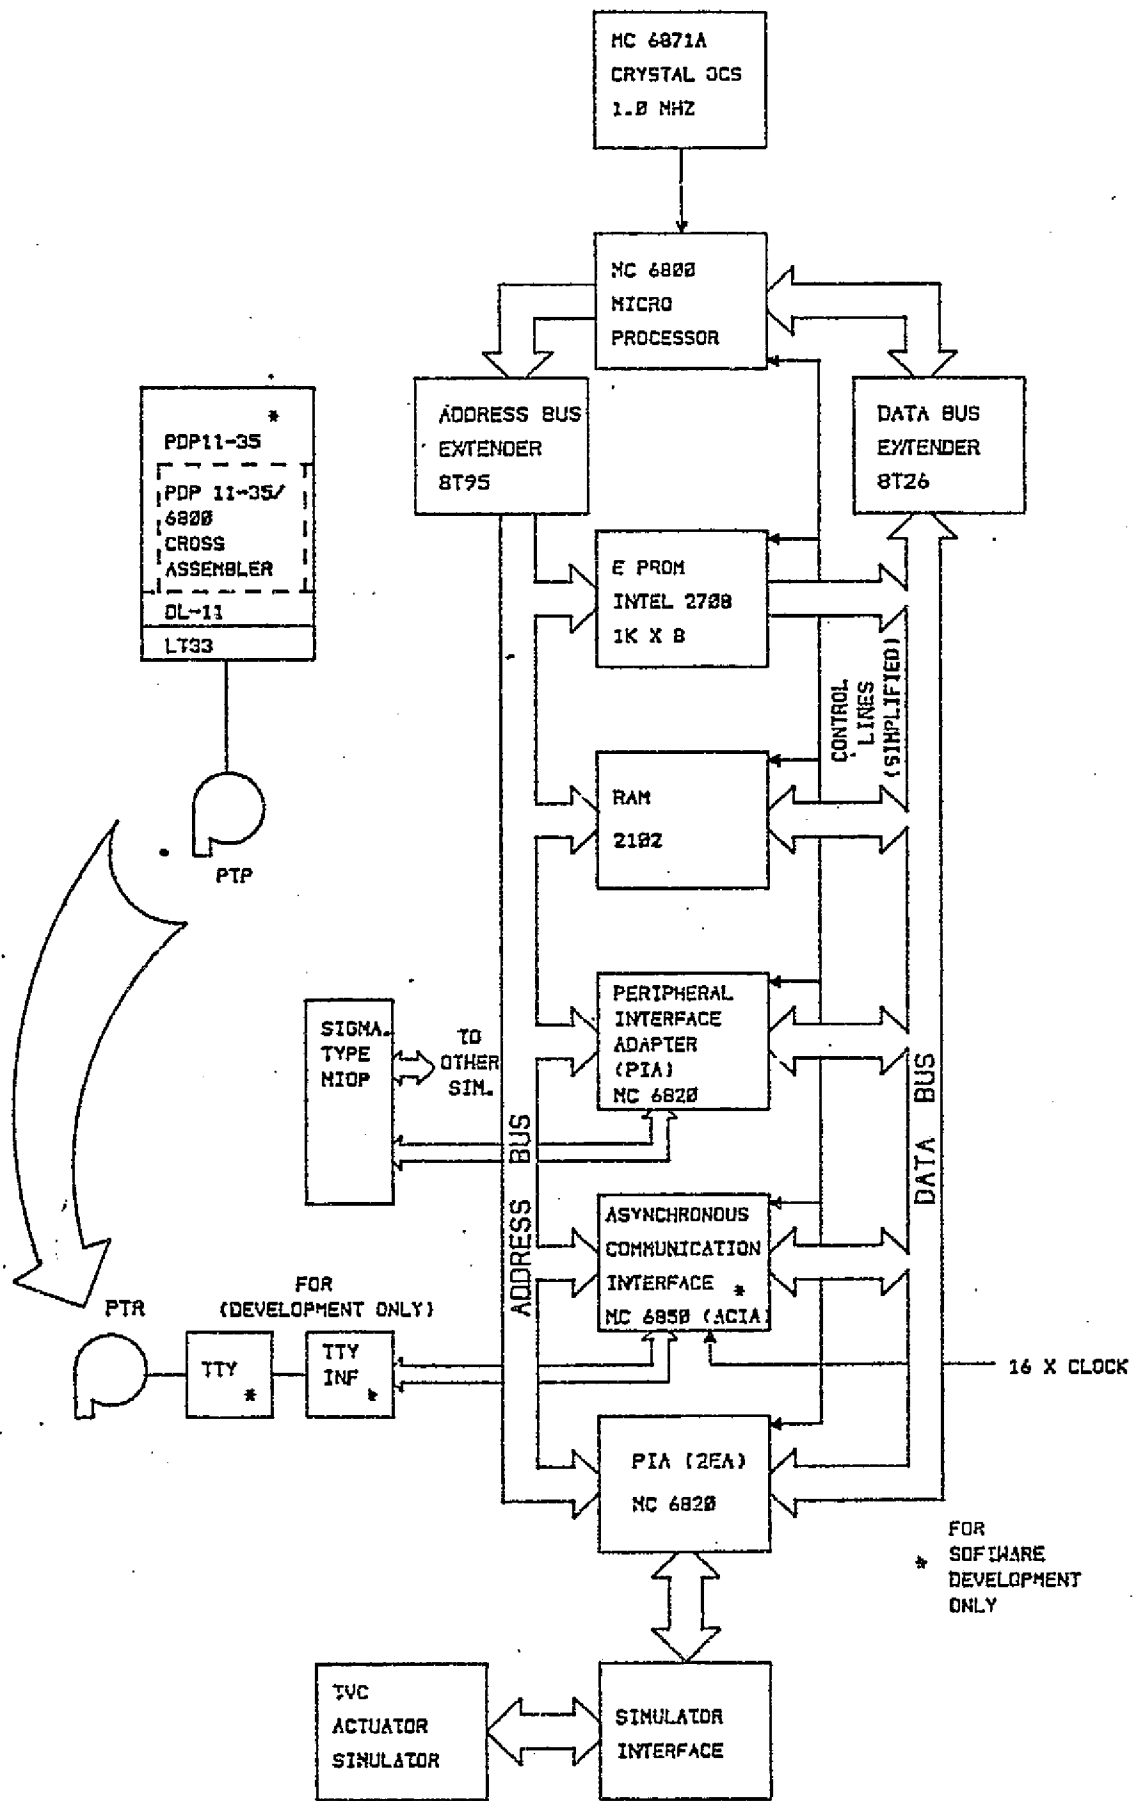 MC 6871A
CRYSTAL OCS
1.0 MHZ
MC 6800
MICRO
PROCESSOR
ADDRESS BUS
EXTENDER
8T95
DATA BUS
EXTENDER
8T26
*
PDP11-35
PDP 11-35/
6800
CROSS
ASSEMBLER
DL-11
LT33
PTP
E PROM
INTEL 2708
1K X 8
CONTROL
LINES
(SIMPLIFIED)
RAM
2102
PERIPHERAL
INTERFACE
ADAPTER
(PIA)
MC 6820
SIGMA.
TYPE
MIOP
TO
OTHER
SIM.
ADDRESS BUS
DATA BUS
ASYNCHRONOUS
COMMUNICATION
INTERFACE *
MC 6850 (ACIA)
FOR
(DEVELOPMENT ONLY)
PTR
TTY
*
TTY
INF *
16 X CLOCK
PIA (2EA)
MC 6820
FOR
* SOFTWARE
DEVELOPMENT
ONLY
TVC
ACTUATOR
SIMULATOR
SIMULATOR
INTERFACE